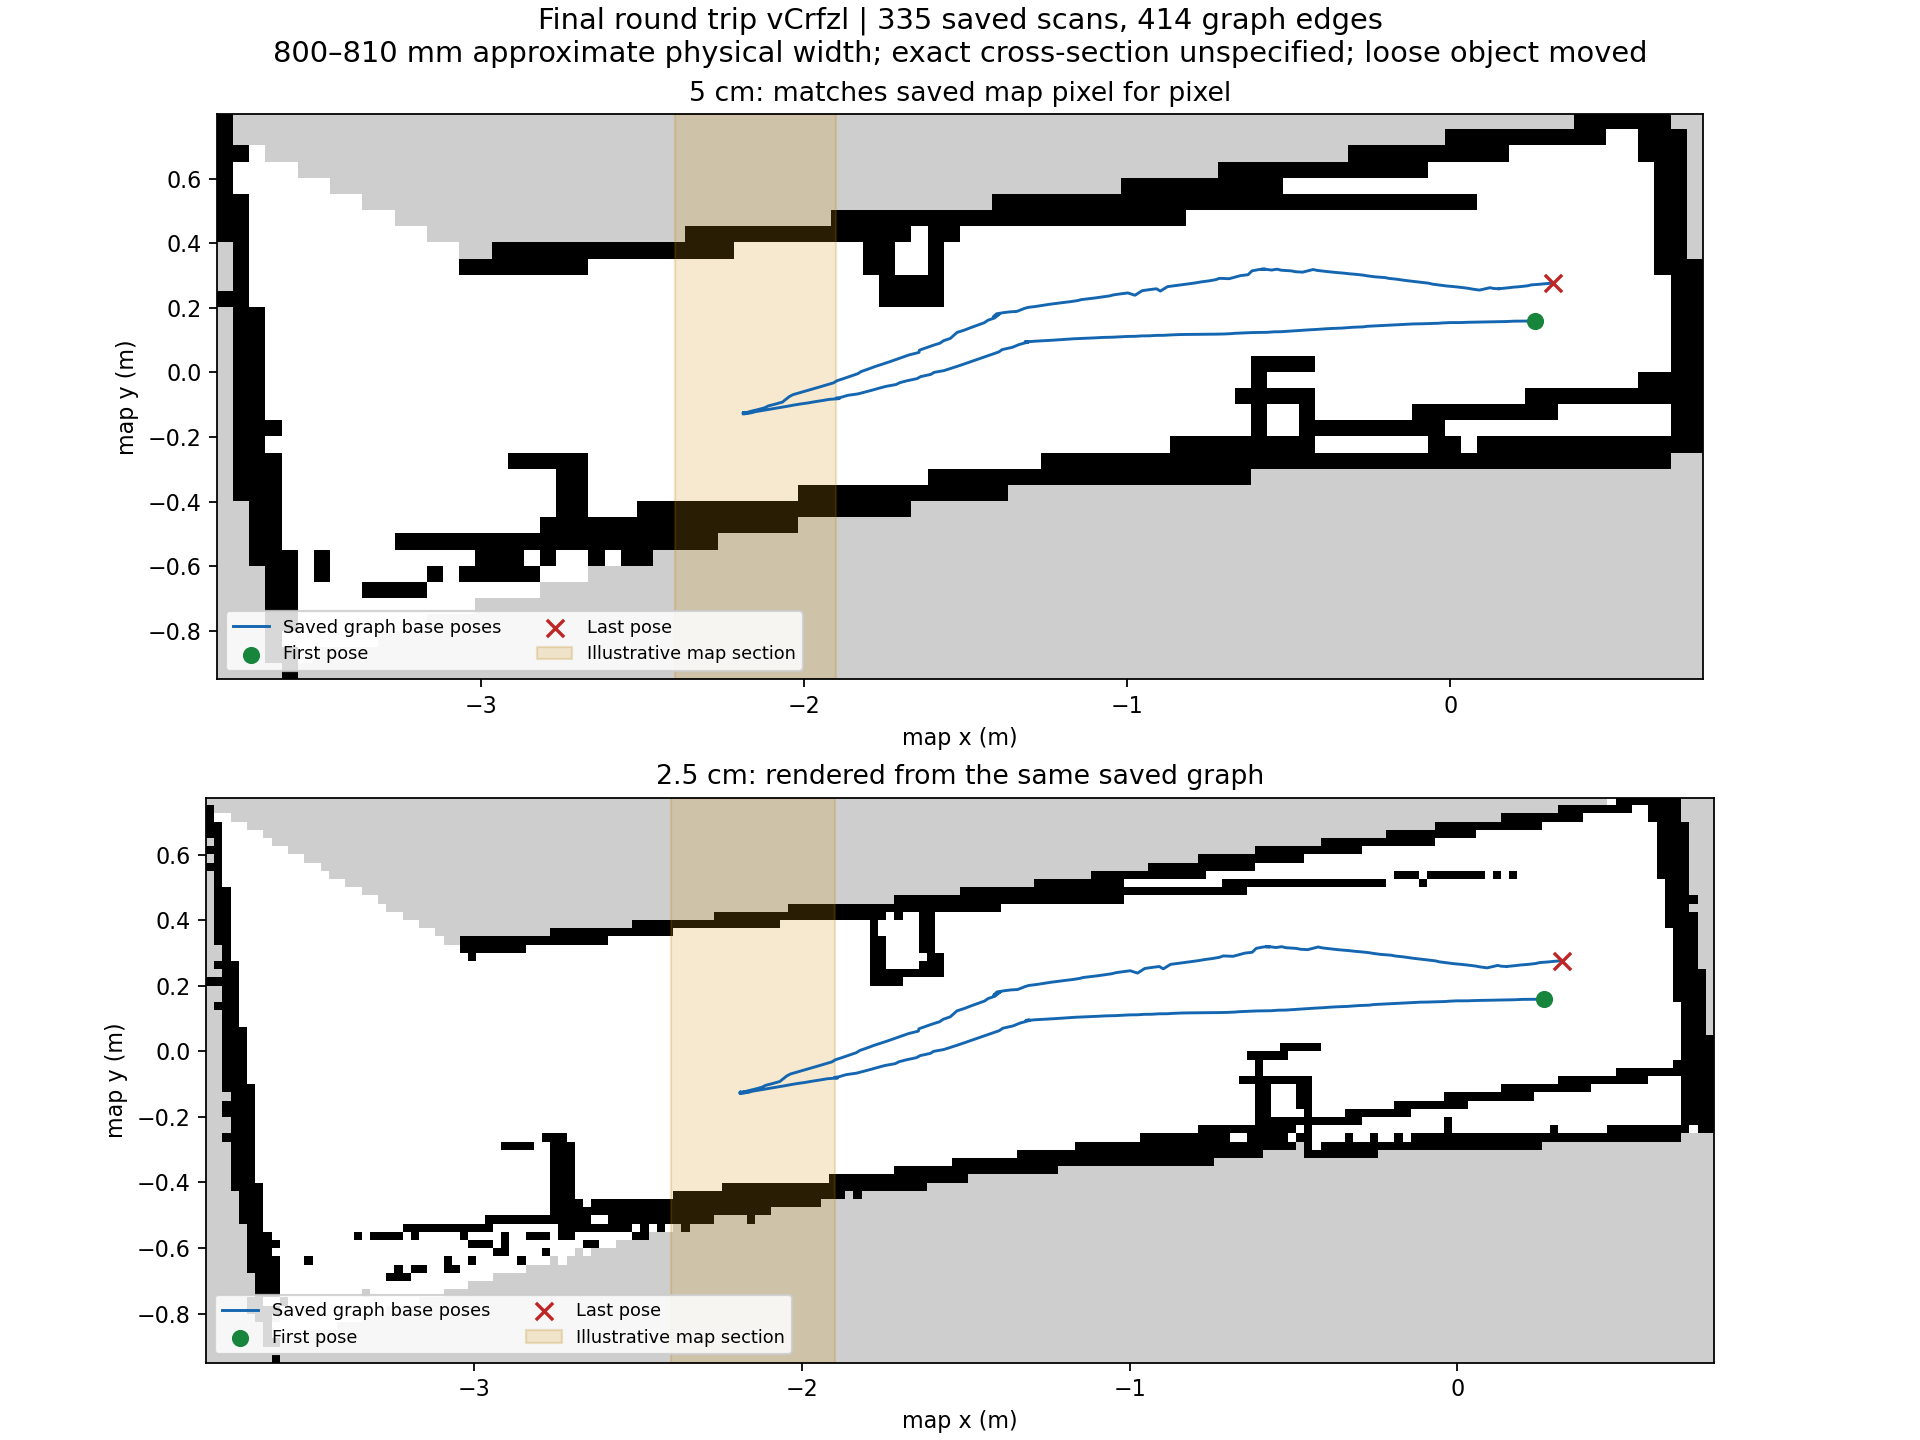 Final round trip vCrfzl | 335 saved scans, 414 graph edges
800–810 mm approximate physical width; exact cross-section unspecified; loose object moved
5 cm: matches saved map pixel for pixel
0.6
0.4
0.2
0.0
−0.2
−0.4
−0.6
−0.8
map y (m)
Saved graph base poses
First pose
Last pose
Illustrative map section
−3
−2
−1
0
map x (m)
2.5 cm: rendered from the same saved graph
0.6
0.4
0.2
0.0
−0.2
−0.4
−0.6
−0.8
map y (m)
Saved graph base poses
First pose
Last pose
Illustrative map section
−3
−2
−1
0
map x (m)